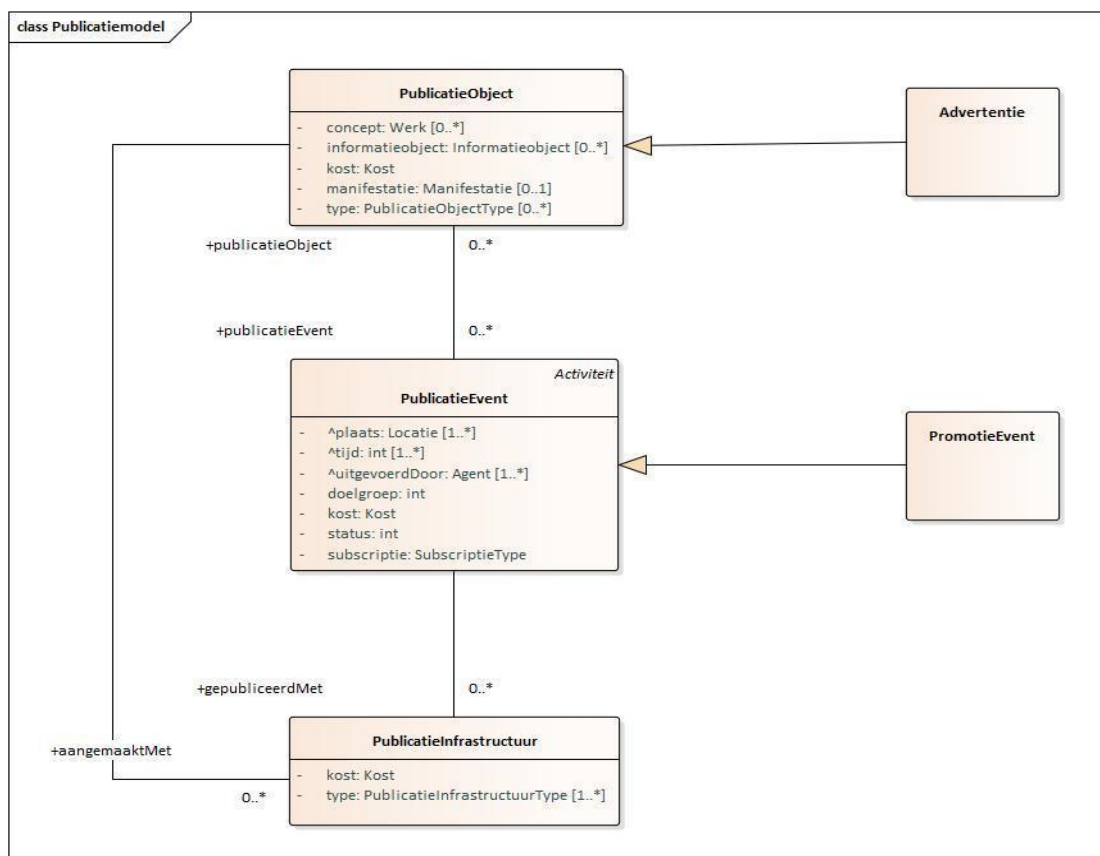 class Publicatiemodel
PublicatieObject
- concept: Werk [0..*]
- informatieobject: Informatieobject [0..*]
- kost: Kost
- manifestatie: Manifestatie [0..1]
- type: PublicatieObjectType [0..*]
Advertentie
+publicatieObject 0..*
+publicatieEvent 0..*
Activiteit
PublicatieEvent
- ^plaats: Locatie [1..*]
- ^tijd: int [1..*]
- ^uitgevoerdDoor: Agent [1..*]
- doelgroep: int
- kost: Kost
- status: int
- subscriptie: SubscriptieType
PromotieEvent
+gepubliceerdMet 0..*
+aangemaaktMet
0..*
PublicatieInfrastructuur
- kost: Kost
- type: PublicatieInfrastructuurType [1..*]